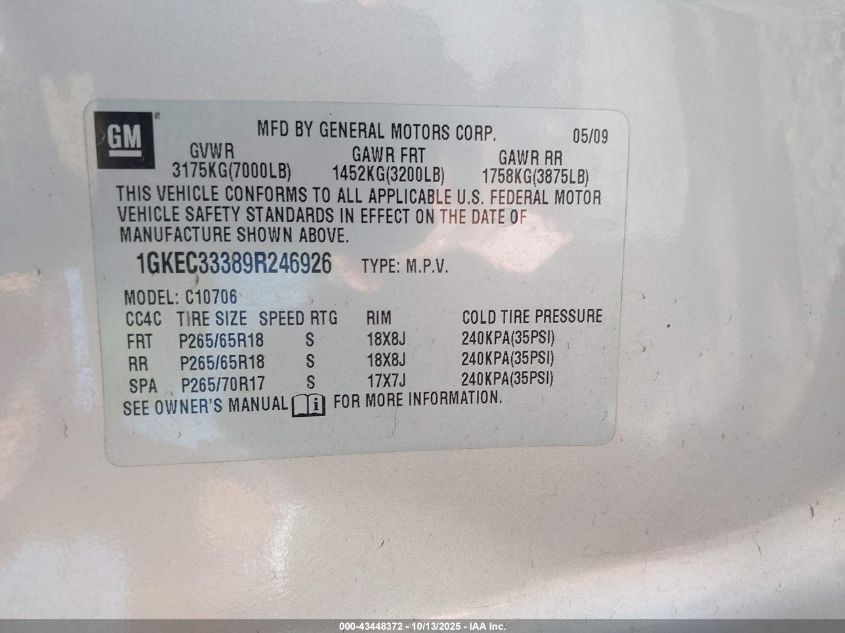 GM ®
MFD BY GENERAL MOTORS CORP. 05/09
GVWR GAWR FRT GAWR RR
3175KG(7000LB) 1452KG(3200LB) 1758KG(3875LB)
THIS VEHICLE CONFORMS TO ALL APPLICABLE U.S. FEDERAL MOTOR
VEHICLE SAFETY STANDARDS IN EFFECT ON THE DATE OF
MANUFACTURE SHOWN ABOVE.
1GKEC33389R246926 TYPE: M.P.V.
MODEL: C10706
CC4C TIRE SIZE SPEED RTG RIM COLD TIRE PRESSURE
FRT P265/65R18 S 18X8J 240KPA(35PSI)
RR P265/65R18 S 18X8J 240KPA(35PSI)
SPA P265/70R17 S 17X7J 240KPA(35PSI)
SEE OWNER'S MANUAL i FOR MORE INFORMATION.
000-43448372 - 10/13/2025 - IAA Inc.